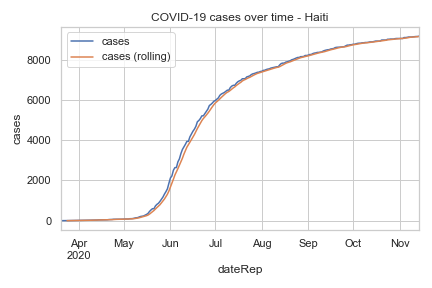 COVID-19 cases over time - Haiti
cases
cases (rolling)
8000
6000
4000
2000
0
cases
Apr May Jun Jul Aug Sep Oct Nov
2020
dateRep